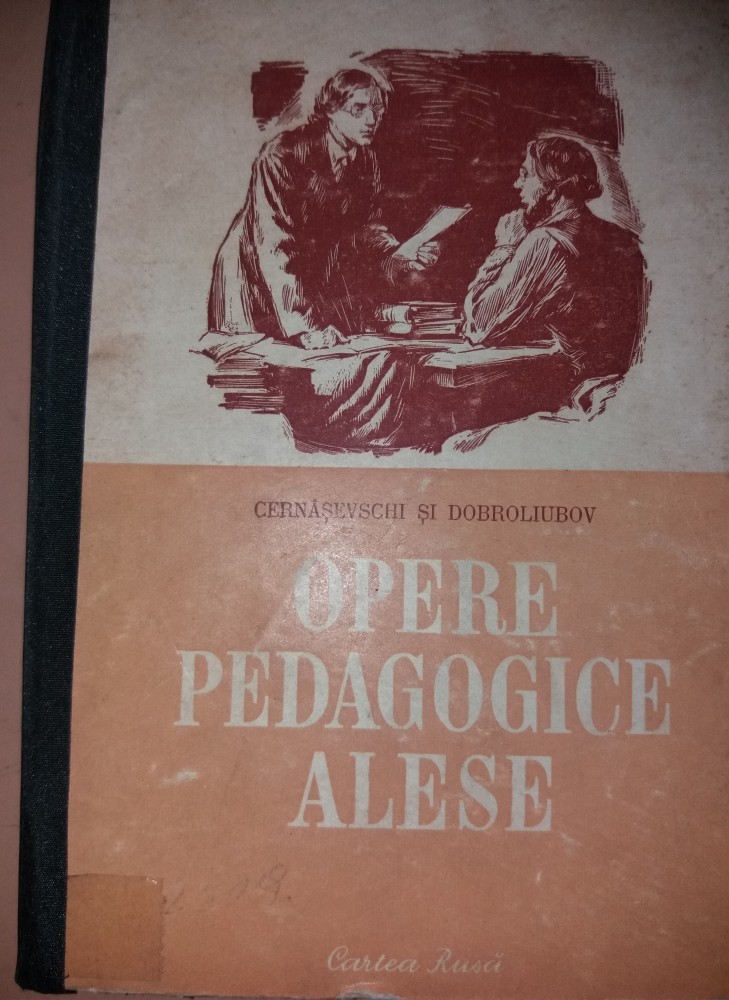 CERNÂȘEVSCHI ȘI DOBROLIUBOV
OPERE
PEDAGOGICE
ALESE
Cartea Rusă